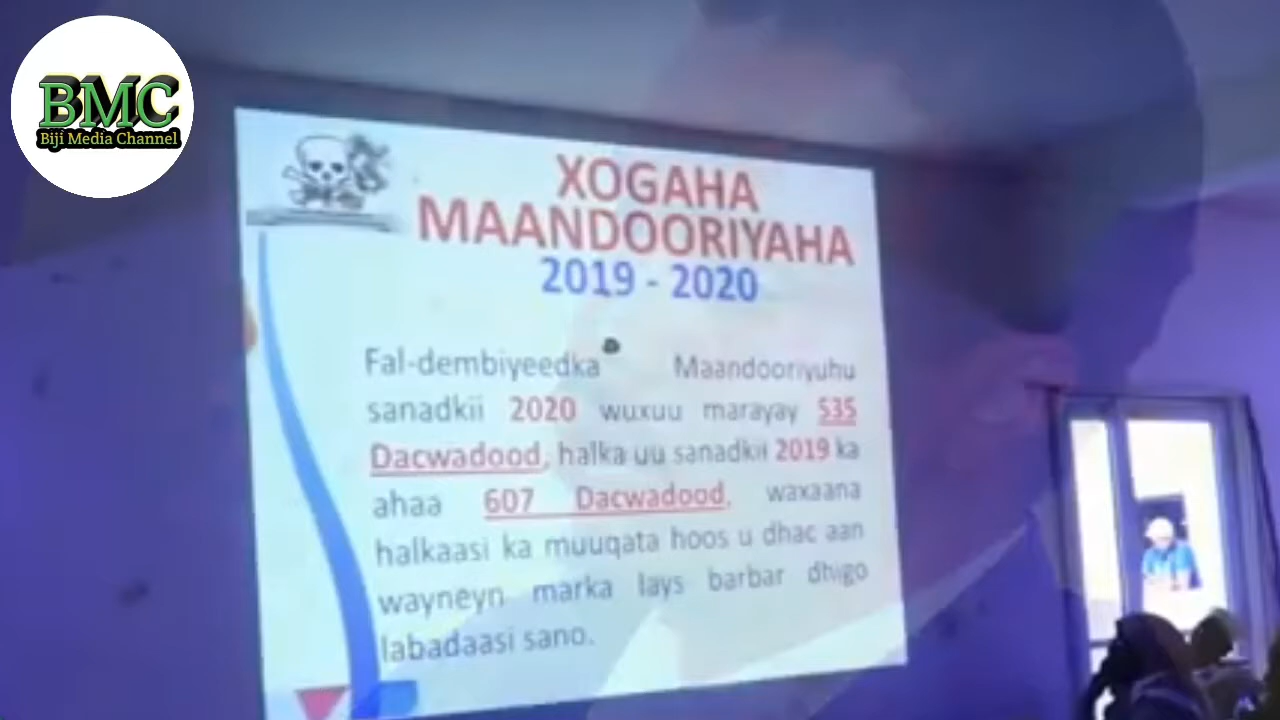 BMC
Biji Media Channel
XOGAHA
MAANDOORIYAHA
2019 - 2020
Fal-dembiyeedka Maandooriyuhu
sanadkii 2020 wuxuu marayay 535
Dacwadood, halka uu sanadkii 2019 ka
ahaa 607 Dacwadood, waxaana
halkaasi ka muuqata hoos u dhac aan
wayneyn marka lays barbar dhigo
labadaasi sano.